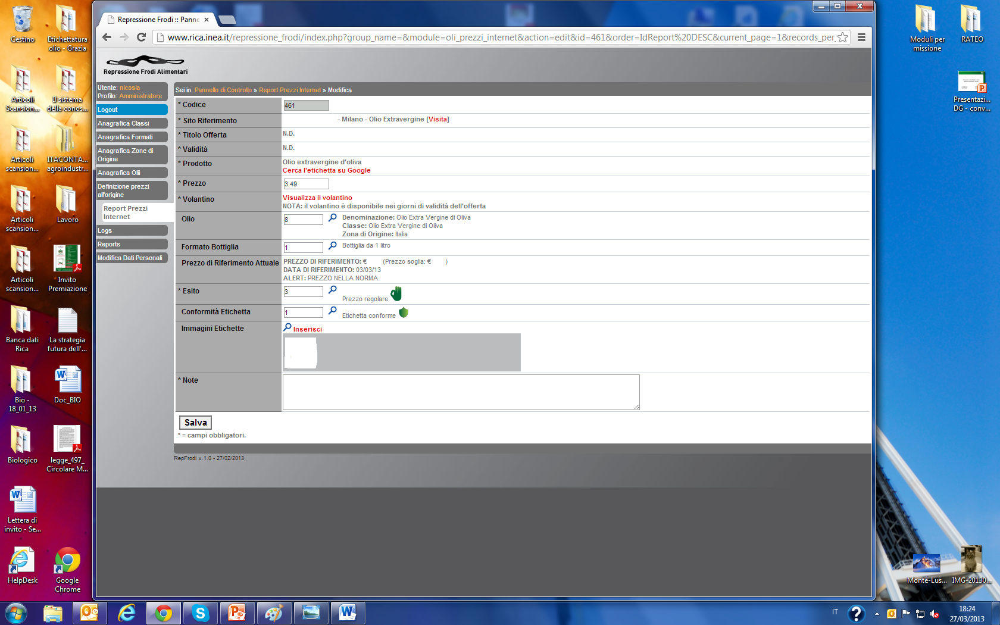 Cestino
Etichettatura
olio - Grazia
Articoli
Scansion...
Il sistema
della conos...
Articoli
scansion...
ITACONTA...
agroindustr...
Articoli
scansion...
Lavoro
Articoli
scansion...
Invito
Premiazione
Banca dati
Rica
La strategia
futura dell'...
Bio -
18_01_13
Doc_BIO
Biologico
legge_497_
Circolare M...
Lettera di
invito - Se...
HelpDesk
Google
Chrome
Repressione Frodi :: Panne
www.rica.inea.it/repressione_frodi/index.php?group_name=&module=oli_prezzi_internet&action=edit&id=461&order=IdReport%20DESC&current_page=1&records_per_
Repressione Frodi Alimentari
Utente: nicosia
Profilo: Amministratore
Logout
Anagrafica Classi
Anagrafica Formati
Anagrafica Zone di
Origine
Anagrafica Olii
Definizione prezzi
all'origine
Report Prezzi
Internet
Logs
Reports
Modifica Dati Personali
Sei in: Pannello di Controllo » Report Prezzi Internet » Modifica
* Codice 461
* Sito Riferimento - Milano - Olio Extravergine [Visita]
* Titolo Offerta N.D.
* Validità N.D.
* Prodotto Olio extravergine d'oliva
Cerca l'etichetta su Google
* Prezzo 3.49
* Volantino Visualizza il volantino
NOTA: il volantino è disponibile nei giorni di validità dell'offerta
Olio 8 Denominazione: Olio Extra Vergine di Oliva
Classe: Olio Extra Vergine di Oliva
Zona di Origine: Italia
Formato Bottiglia 1 Bottiglia da 1 litro
Prezzo di Riferimento Attuale PREZZO DI RIFERIMENTO: € (Prezzo soglia: € )
DATA DI RIFERIMENTO: 03/03/13
ALERT: PREZZO NELLA NORMA
* Esito 3 Prezzo regolare
Conformità Etichetta 1 Etichetta conforme
Immagini Etichette Inserisci
* Note
Salva
* = campi obbligatori.
RepFrodi v.1.0 - 27/02/2013
Moduli per
missione
RATEO
Presentazi...
DG - conv...
Monte-Lus...
IMG-20130...
IT
18:24
27/03/2013